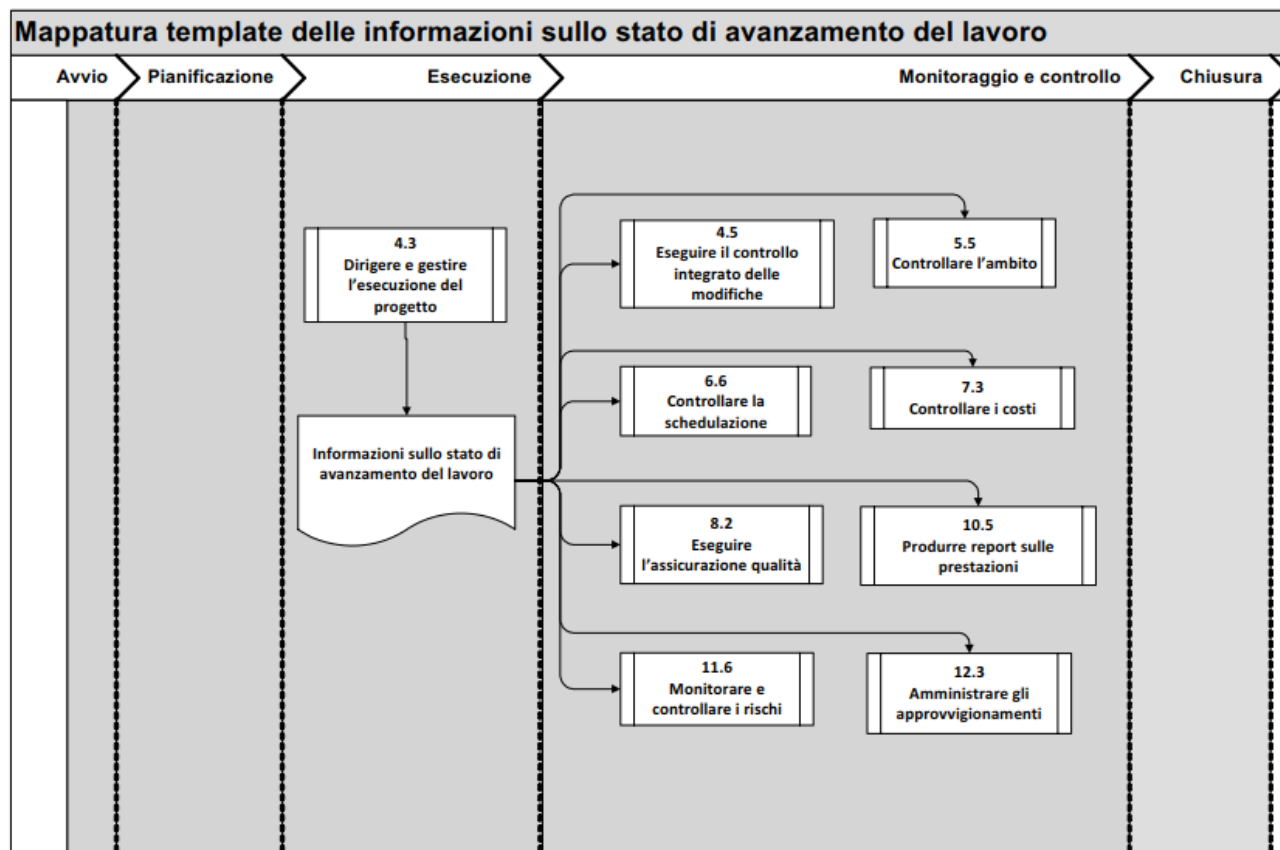 Mappatura template delle informazioni sullo stato di avanzamento del lavoro
Avvio
Pianificazione
Esecuzione
Monitoraggio e controllo
Chiusura
4.3
Dirigere e gestire
l’esecuzione del
progetto
Informazioni sullo stato di
avanzamento del lavoro
4.5
Eseguire il controllo
integrato delle
modifiche
5.5
Controllare l’ambito
6.6
Controllare la
schedulazione
7.3
Controllare i costi
8.2
Eseguire
l’assicurazione qualità
10.5
Produrre report sulle
prestazioni
11.6
Monitorare e
controllare i rischi
12.3
Amministrare gli
approvvigionamenti